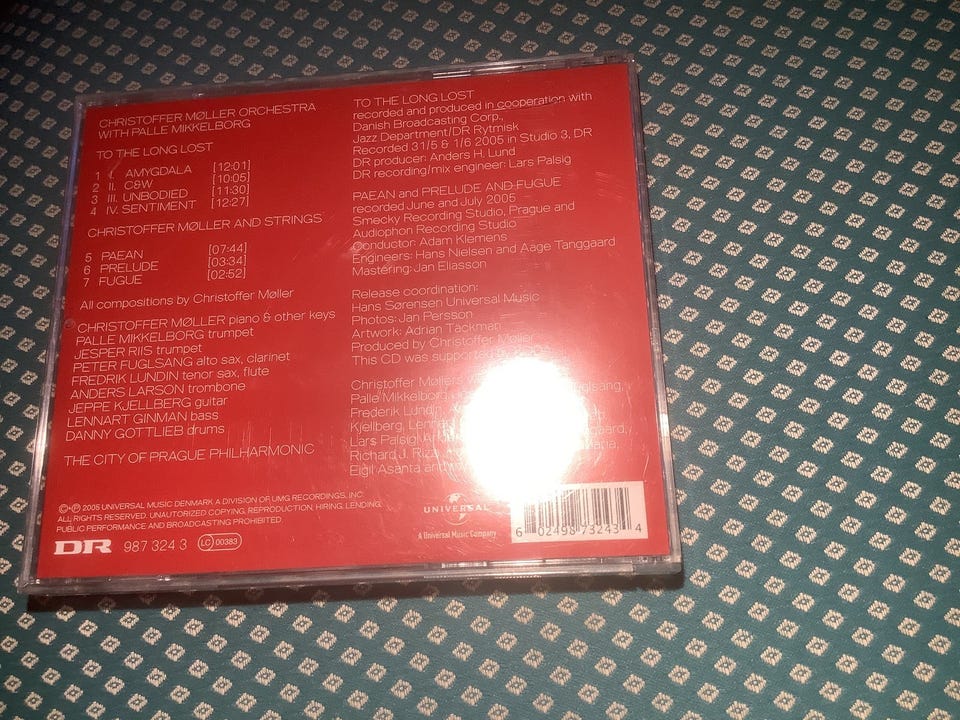 CHRISTOFFER MØLLER ORCHESTRA
WITH PALLE MIKKELBORG
TO THE LONG LOST
1 I. AMYGDALA [12:01]
2 II. C&W [10:05]
3 III. UNBODIED [11:30]
4 IV. SENTIMENT [12:27]
CHRISTOFFER MØLLER AND STRINGS
5 PAEAN [07:44]
6 PRELUDE [03:34]
7 FUGUE [02:52]
All compositions by Christoffer Møller
CHRISTOFFER MØLLER piano & other keys
PALLE MIKKELBORG trumpet
JESPER RIIS trumpet
PETER FUGLSANG alto sax, clarinet
FREDRIK LUNDIN tenor sax, flute
ANDERS LARSON trombone
JEPPE KJELLBERG guitar
LENNART GINMAN bass
DANNY GOTTLIEB drums
THE CITY OF PRAGUE PHILHARMONIC
TO THE LONG LOST
recorded and produced in cooperation with
Danish Broadcasting Corp.,
Jazz Department/DR Rytmisk
Recorded 31/5 & 1/6 2005 in Studio 3, DR
DR producer: Anders H. Lund
DR recording/mix engineer: Lars Palsig
PAEAN and PRELUDE AND FUGUE
recorded June and July 2005
Smecky Recording Studio, Prague and
Audiophon Recording Studio
Conductor: Adam Klemens
Engineers: Hans Nielsen and Aage Tanggaard
Mastering: Jan Eliasson
Release coordination:
Hans Sørensen Universal Music
Photos: Jan Persson
Artwork: Adrian Täckman
Produced by Christoffer Møller
This CD was supported
Christoffer Møller
Palle Mikkelborg Fuglsang,
Frederik Lundin
Kjellberg,
Lars Palsig
Richard J.
Eigil Asanta and
℗ © 2005 UNIVERSAL MUSIC DENMARK A DIVISION OF UMG RECORDINGS, INC
ALL RIGHTS RESERVED. UNAUTORIZED COPYING, REPRODUCTION, HIRING, LENDING,
PUBLIC PERFORMANCE AND BROADCASTING PROHIBITED
DR 987 324 3 LC 00383
UNIVERSAL
A Universal Music Company
6 02498 73243 4